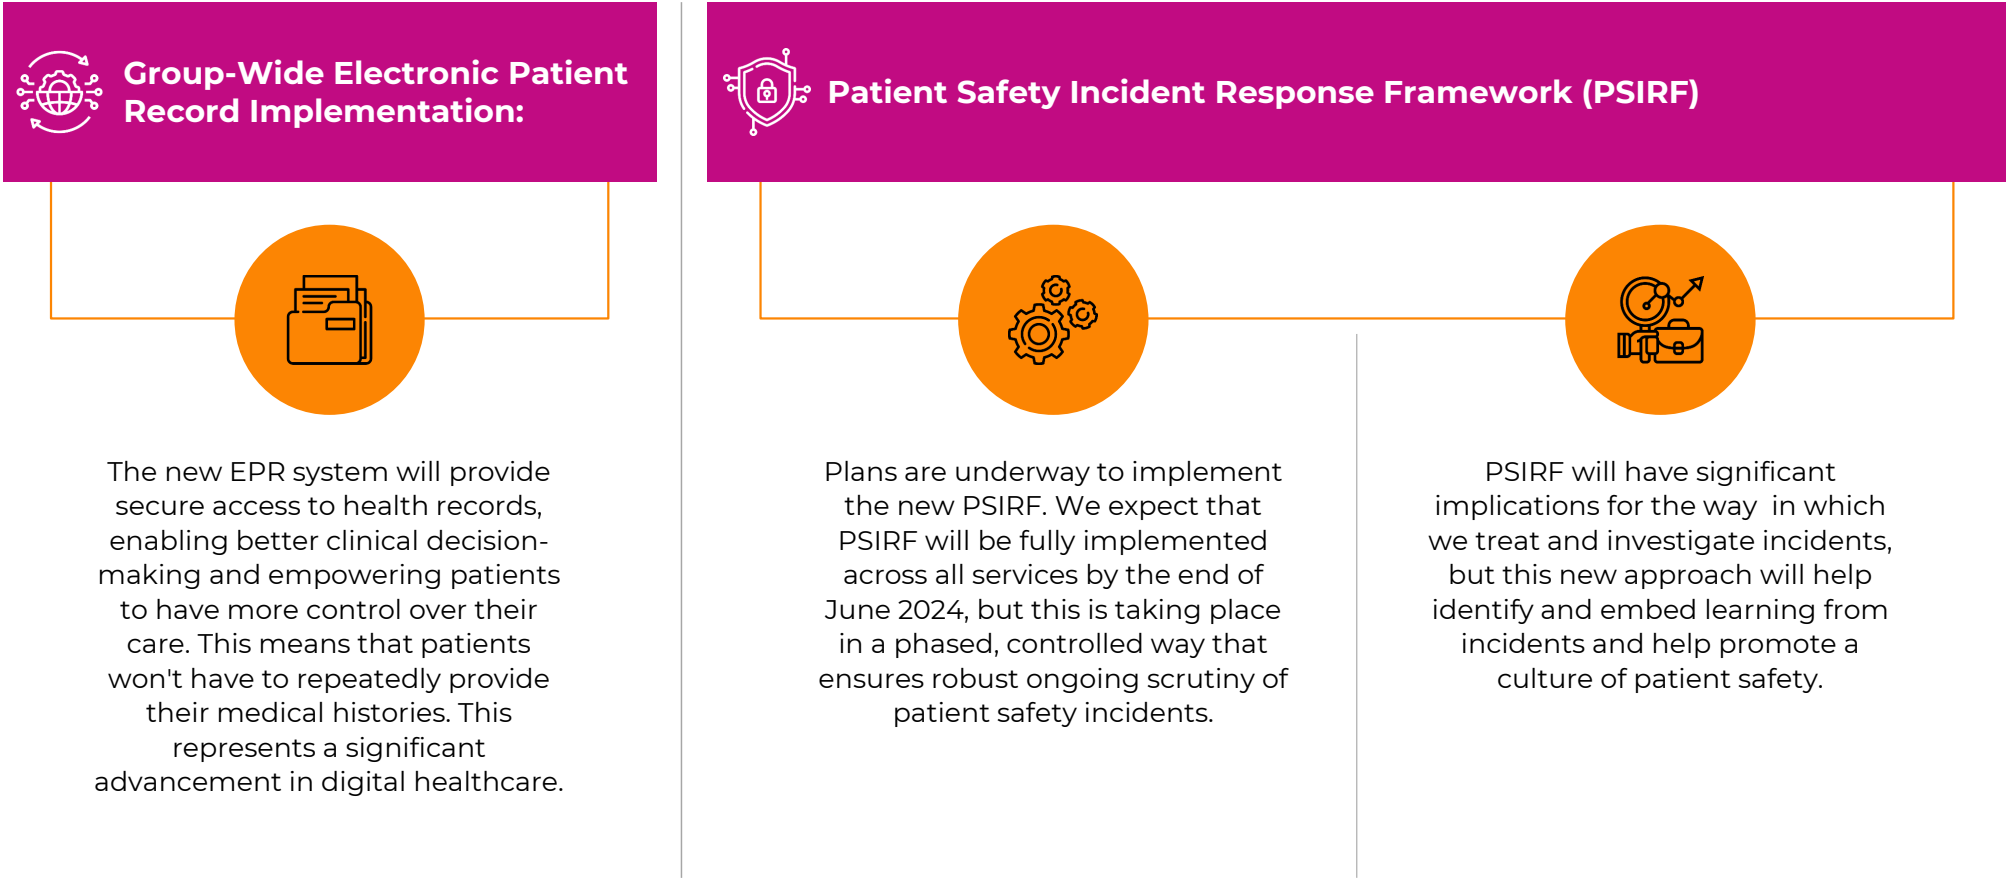 Group-Wide Electronic Patient
Record Implementation:
The new EPR system will provide
secure access to health records,
enabling better clinical decision-
making and empowering patients
to have more control over their
care. This means that patients
won't have to repeatedly provide
their medical histories. This
represents a significant
advancement in digital healthcare.
Patient Safety Incident Response Framework (PSIRF)
Plans are underway to implement
the new PSIRF. We expect that
PSIRF will be fully implemented
across all services by the end of
June 2024, but this is taking place
in a phased, controlled way that
ensures robust ongoing scrutiny of
patient safety incidents.
PSIRF will have significant
implications for the way  in which
we treat and investigate incidents,
but this new approach will help
identify and embed learning from
incidents and help promote a
culture of patient safety.